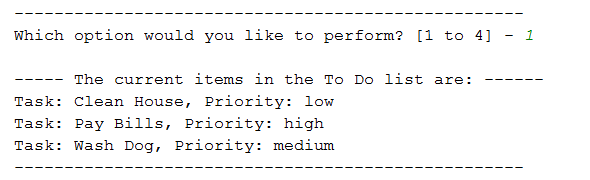 ---------------------------------------------------
Which option would you like to perform? [1 to 4] - 1
----- The current items in the To Do list are: ------
Task: Clean House, Priority: low
Task: Pay Bills, Priority: high
Task: Wash Dog, Priority: medium
---------------------------------------------------